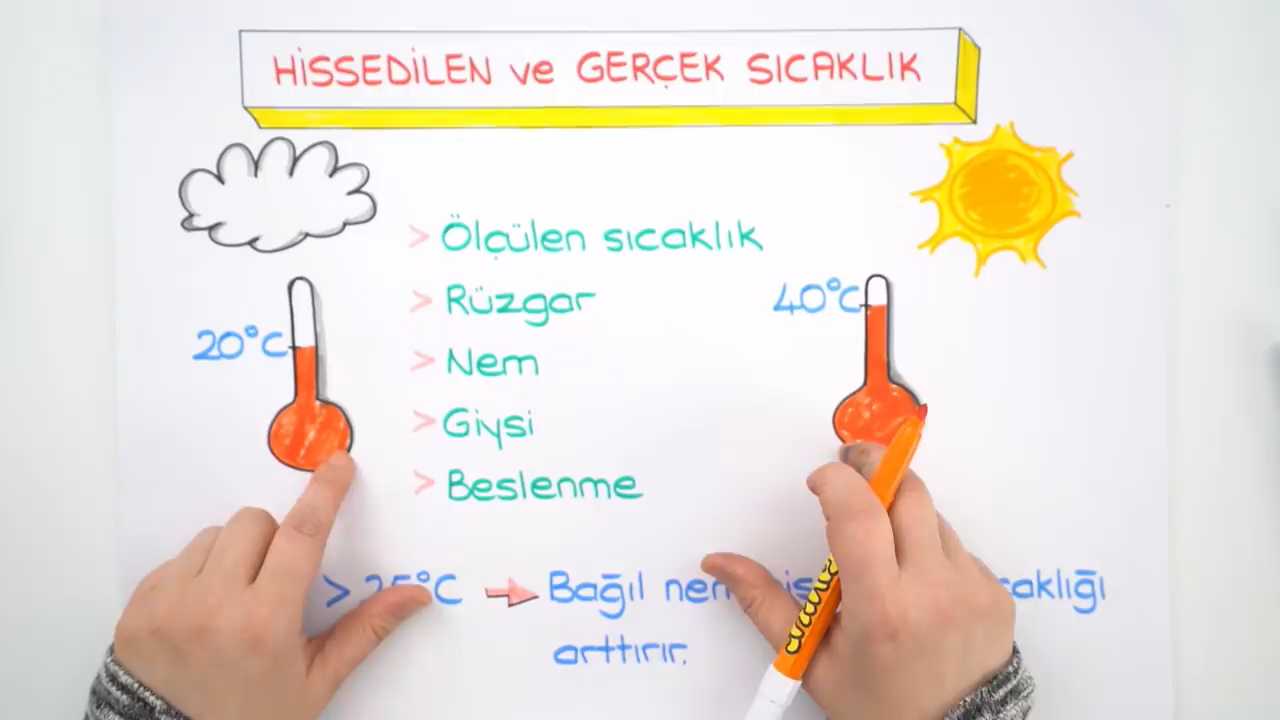 HİSSEDİLEN ve GERÇEK SICAKLIK
> Ölçülen sıcaklık
> Rüzgar
> Nem
> Giysi
> Beslenme
20°C
40°C
> °C → Bağıl
arttırır.